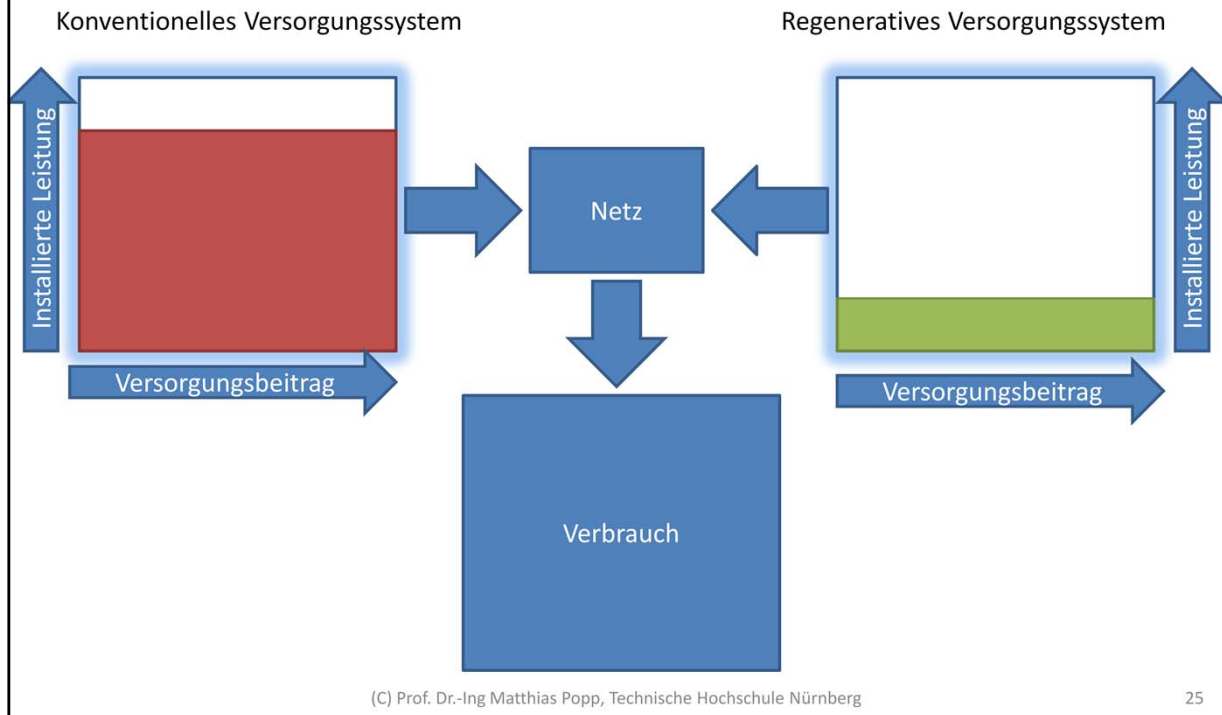 Konventionelles Versorgungssystem
Regeneratives Versorgungssystem
Installierte Leistung
Netz
Installierte Leistung
Versorgungsbeitrag
Versorgungsbeitrag
Verbrauch
(C) Prof. Dr.-Ing Matthias Popp, Technische Hochschule Nürnberg
25